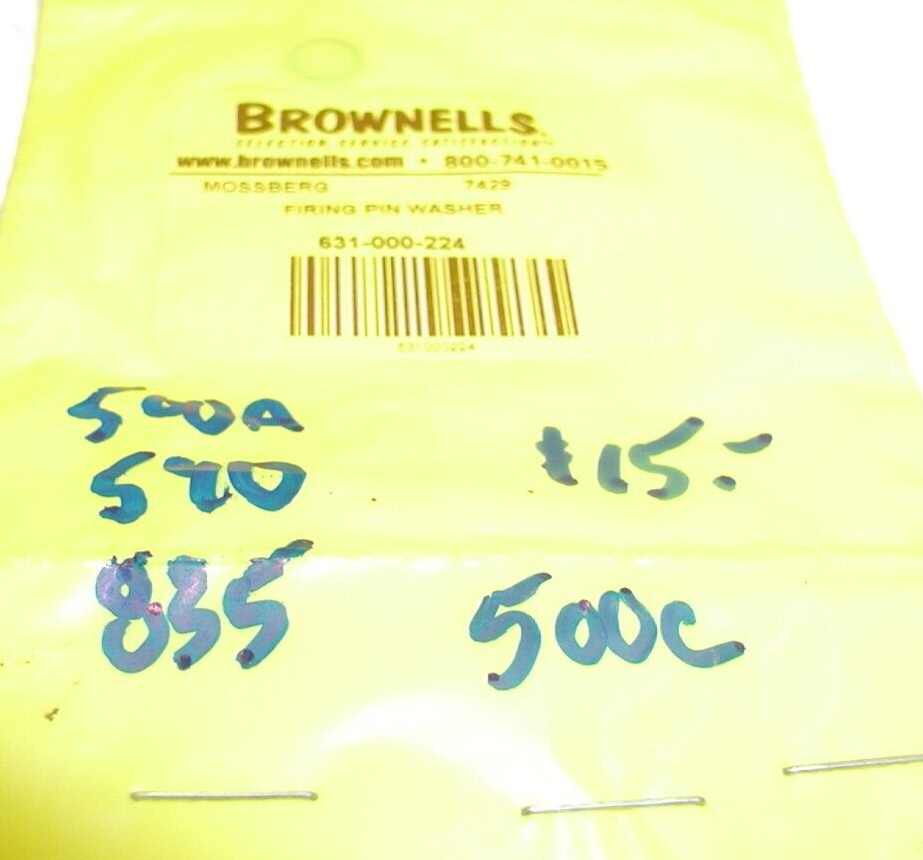 BROWNELLS
SELECTION SERVICE SATISFACTION
www.brownells.com • 800-741-0015
MOSSBERG 7429
FIRING PIN WASHER
631-000-224
631000224
500A
$15.-
590
835
500C